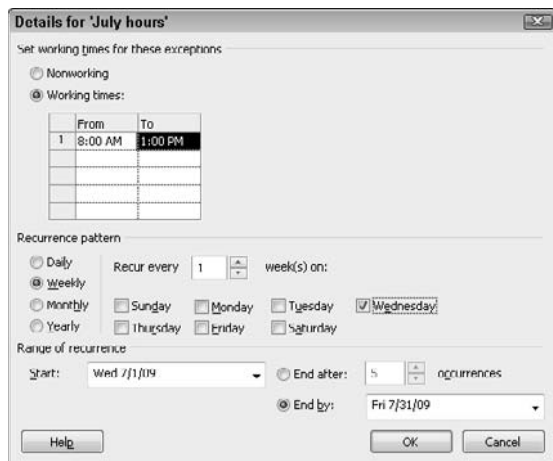 Details for 'July hours'
Set working times for these exceptions
Nonworking
Working times:
From To
1 8:00 AM 1:00 PM
Recurrence pattern
Daily Recur every 1 week(s) on:
Weekly
Monthly Sunday Monday Tuesday Wednesday
Yearly Thursday Friday Saturday
Range of recurrence
Start: Wed 7/1/09 End after: 5 occurrences
End by: Fri 7/31/09
Help OK Cancel